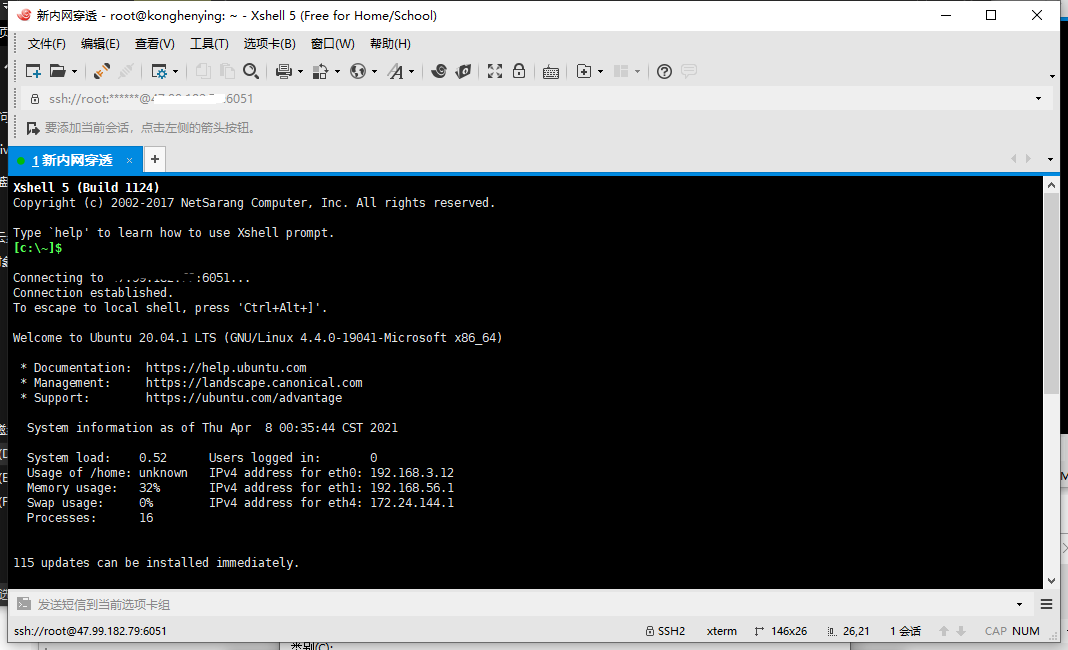 新内网穿透 - root@konghenying: ~ - Xshell 5 (Free for Home/School)
文件(F) 编辑(E) 查看(V) 工具(T) 选项卡(B) 窗口(W) 帮助(H)
ssh://root:******@ :6051
要添加当前会话，点击左侧的箭头按钮。
1 新内网穿透 × +
Xshell 5 (Build 1124)
Copyright (c) 2002-2017 NetSarang Computer, Inc. All rights reserved.
Type `help' to learn how to use Xshell prompt.
[c:\~]$
Connecting to :6051...
Connection established.
To escape to local shell, press 'Ctrl+Alt+]'.
Welcome to Ubuntu 20.04.1 LTS (GNU/Linux 4.4.0-19041-Microsoft x86_64)
* Documentation: https://help.ubuntu.com
* Management: https://landscape.canonical.com
* Support: https://ubuntu.com/advantage
System information as of Thu Apr 8 00:35:44 CST 2021
System load: 0.52 Users logged in: 0
Usage of /home: unknown IPv4 address for eth0: 192.168.3.12
Memory usage: 32% IPv4 address for eth1: 192.168.56.1
Swap usage: 0% IPv4 address for eth4: 172.24.144.1
Processes: 16
115 updates can be installed immediately.
发送短信到当前选项卡组
ssh://root@47.99.182.79:6051 SSH2 xterm 146x26 26,21 1 会话 CAP NUM
类别(C):